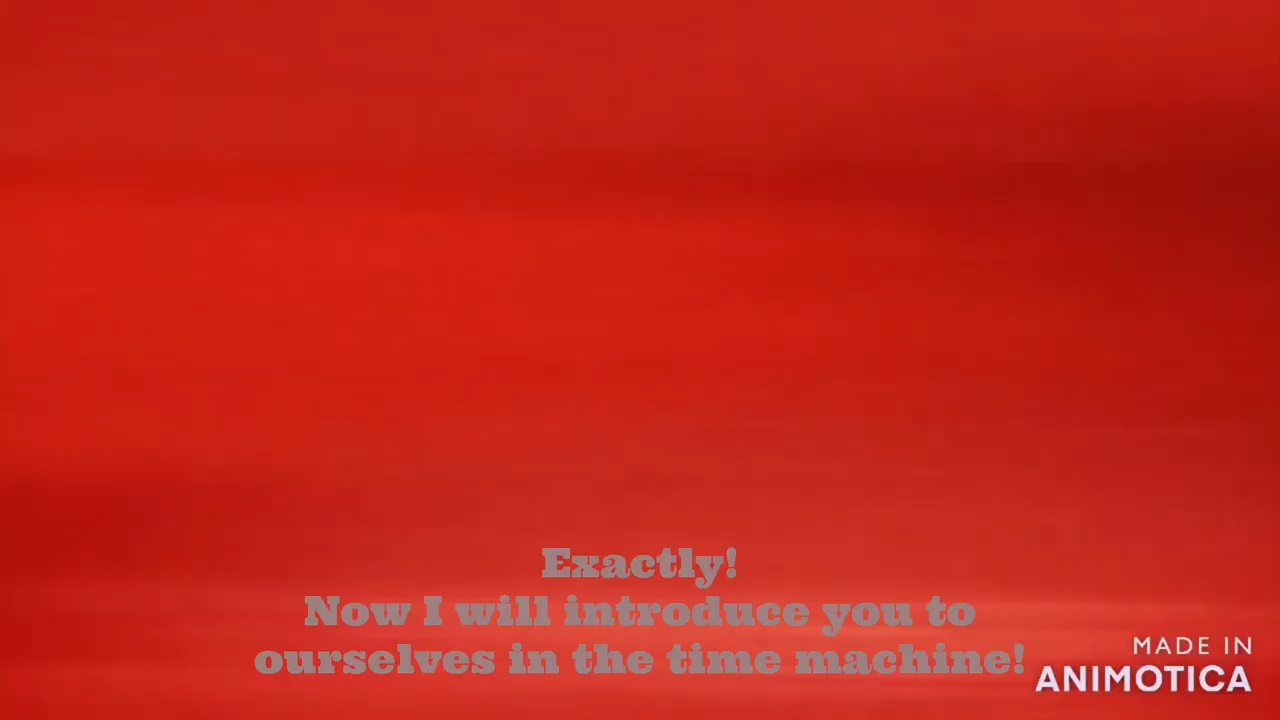 Exactly!
Now I will introduce you to
ourselves in the time machine!
MADE IN
ANIMOTICA